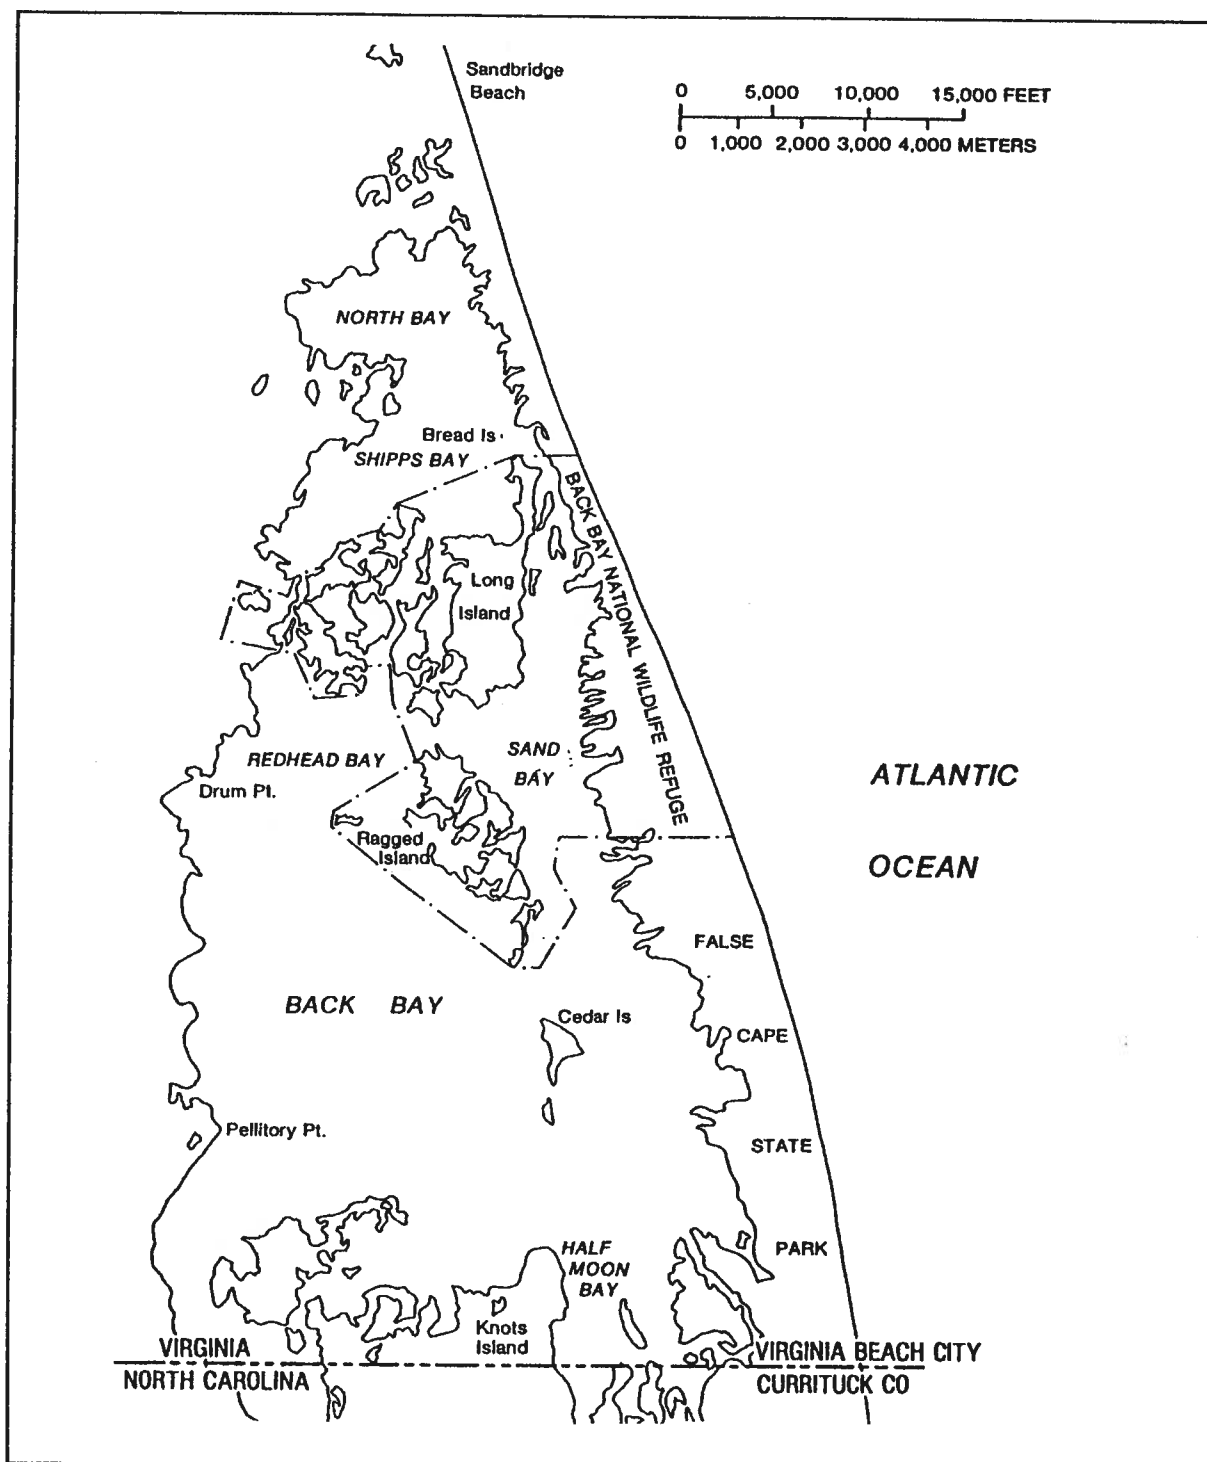 Sandbridge
Beach
0 5,000 10,000 15,000 FEET
0 1,000 2,000 3,000 4,000 METERS
NORTH BAY
Bread Is
SHIPPS BAY
BACK BAY NATIONAL WILDLIFE REFUGE
Long
Island
REDHEAD BAY
SAND
BAY
Drum Pt.
ATLANTIC
Ragged
Island
OCEAN
FALSE
BACK BAY
Cedar Is
CAPE
Pellitory Pt.
STATE
HALF
MOON
BAY
PARK
Knots
Island
VIRGINIA
VIRGINIA BEACH CITY
NORTH CAROLINA
CURRITUCK CO